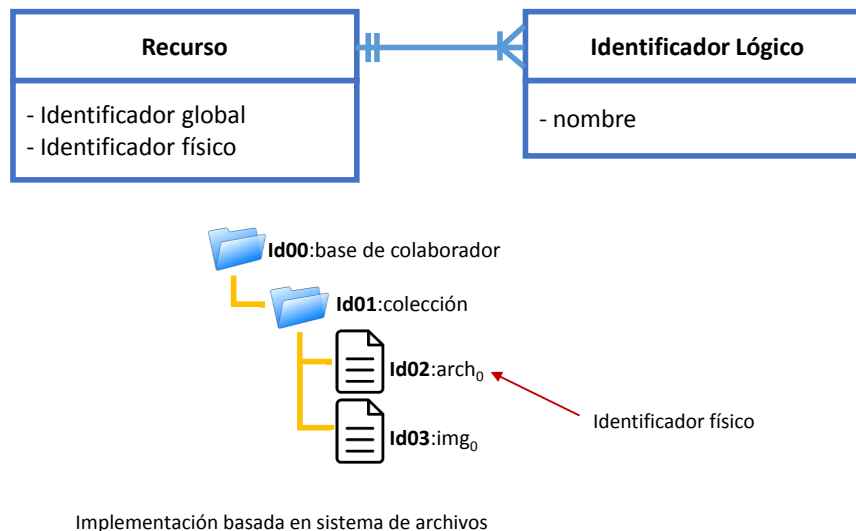 Recurso
- Identificador global
- Identificador físico
Identificador Lógico
- nombre
Id00:base de colaborador
Id01:colección
Id02:arch₀
Id03:img₀
Identificador físico
Implementación basada en sistema de archivos